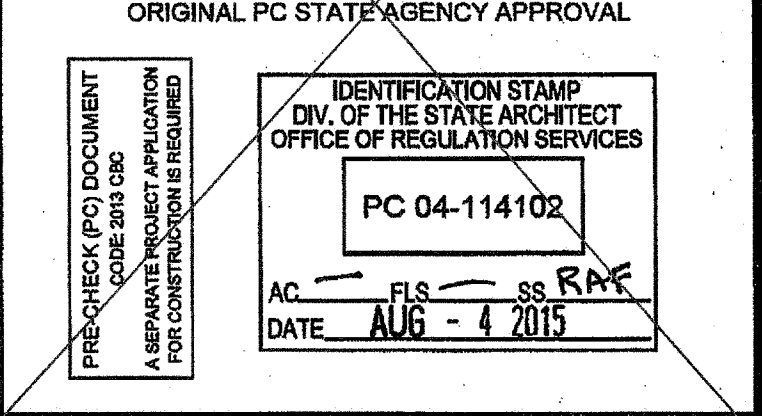 ORIGINAL PC STATE AGENCY APPROVAL
PRE-CHECK (PC) DOCUMENT
CODE: 2013 CBC
A SEPARATE PROJECT APPLICATION
FOR CONSTRUCTION IS REQUIRED
IDENTIFICATION STAMP
DIV. OF THE STATE ARCHITECT
OFFICE OF REGULATION SERVICES
PC 04-114102
AC — FLS — SS RAF
DATE AUG - 4 2015